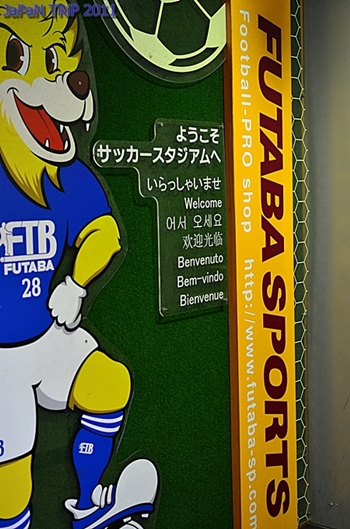 JaPaN TRiP 2011
ようこそ
サッカースタジアムへ
いらっしゃいませ
Welcome
어서 오세요
欢迎光临
Benvenuto
Bem-vindo
Bienvenue
FTB
FUTABA
28
FTB
FUTABA SPORTS
Football-PRO shop http://www.futaba-sp.com